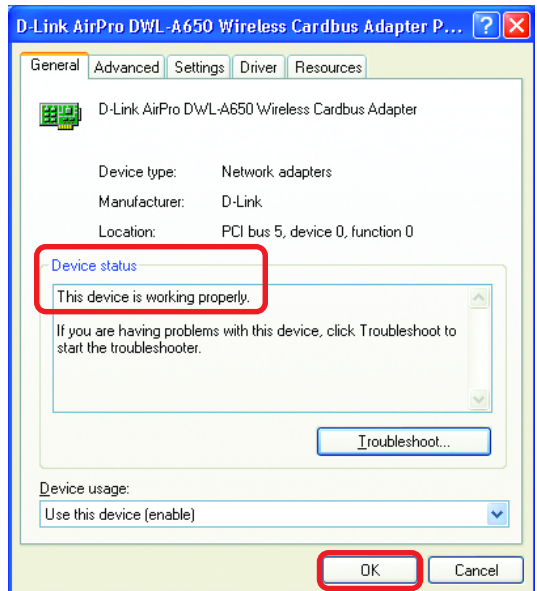 D-Link AirPro DWL-A650 Wireless Cardbus Adapter P...
General Advanced Settings Driver Resources
D-Link AirPro DWL-A650 Wireless Cardbus Adapter
Device type: Network adapters
Manufacturer: D-Link
Location: PCI bus 5, device 0, function 0
Device status
This device is working properly.
If you are having problems with this device, click Troubleshoot to
start the troubleshooter.
Troubleshoot...
Device usage:
Use this device (enable)
OK Cancel